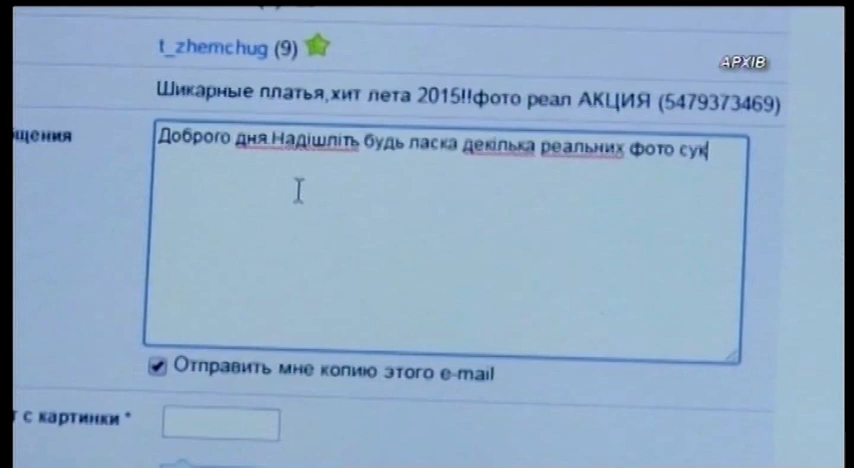 t_zhemchug (9)
АРХІВ
Шикарные платья,хит лета 2015!!фото реал АКЦИЯ (5479373469)
Доброго дня Надішліть будь ласка декілька реальних фото сук
Отправить мне копию этого e-mail
с картинки *